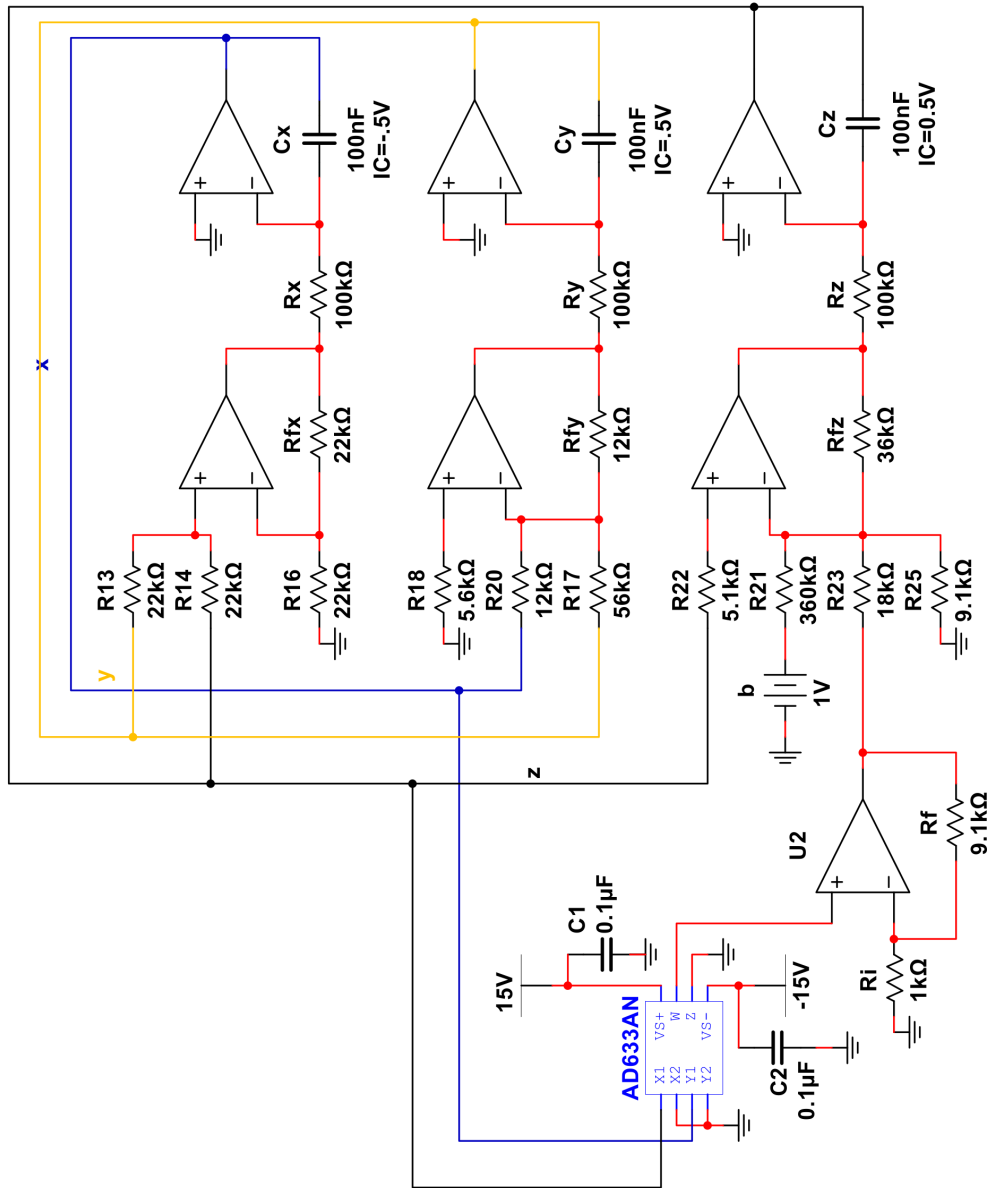 Cx
100nF
IC=-.5V
Cy
100nF
IC=.5V
Cz
100nF
IC=0.5V
+
−
+
−
+
−
Rx
100kΩ
Ry
100kΩ
Rz
100kΩ
x
Rfx
22kΩ
Rfy
12kΩ
Rfz
36kΩ
+
−
+
−
+
−
R13
22kΩ
R14
22kΩ
R16
22kΩ
R18
5.6kΩ
R20
12kΩ
R17
56kΩ
R22
5.1kΩ
R21
360kΩ
R23
18kΩ
R25
9.1kΩ
y
b
1V
z
U2
+
−
Rf
9.1kΩ
C1
0.1µF
15V
Ri
1kΩ
-15V
AD633AN
X1
X2
Y1
Y2
VS+
W
Z
VS-
C2
0.1µF